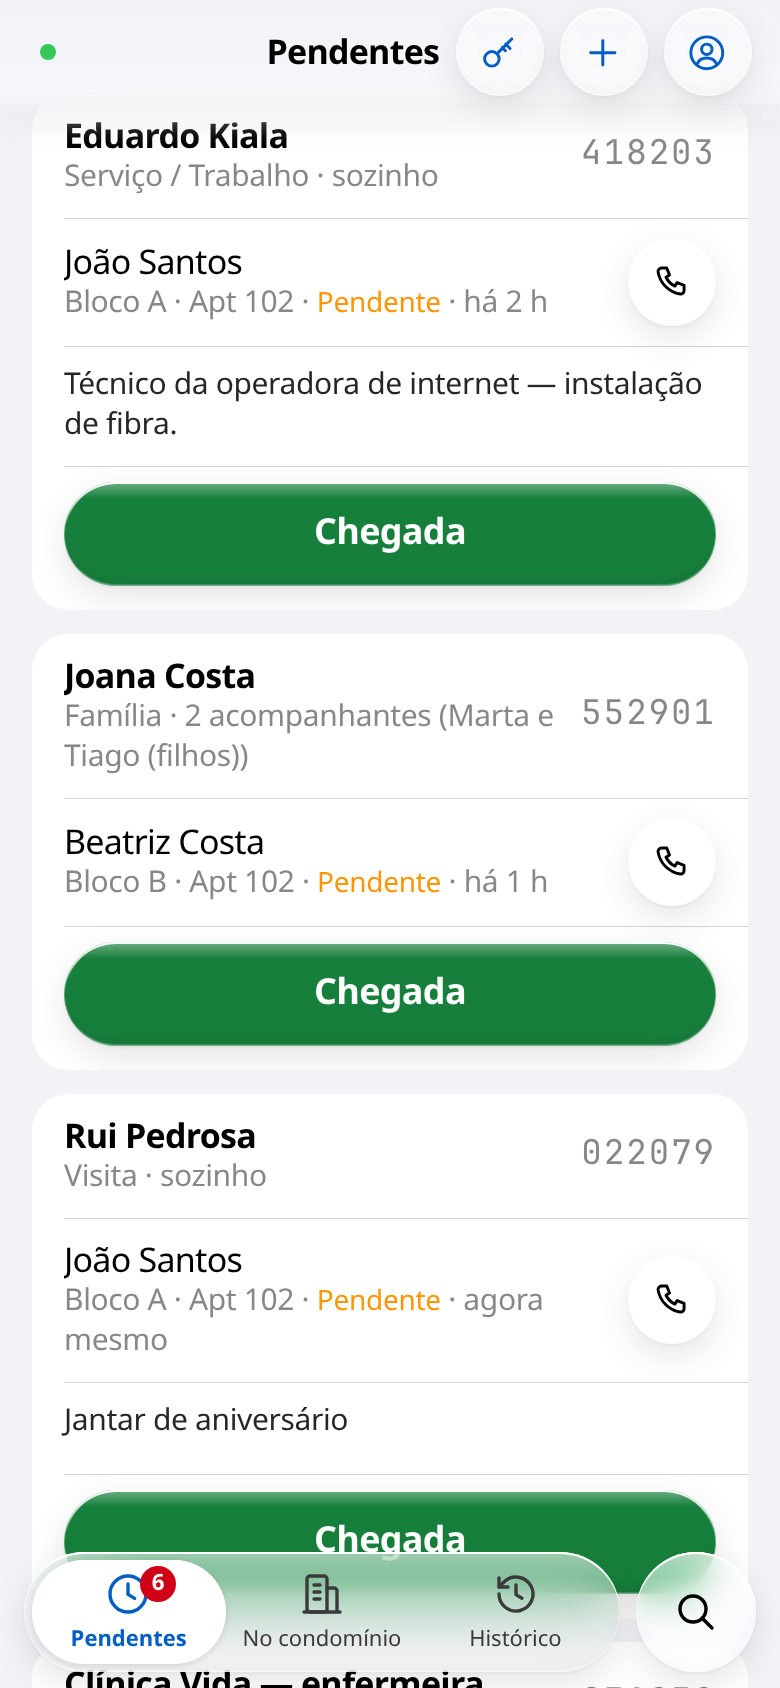 Pendentes
Eduardo Kiala
418203
Serviço / Trabalho · sozinho
João Santos
Bloco A · Apt 102 · Pendente · há 2 h
Técnico da operadora de internet — instalação
de fibra.
Chegada
Joana Costa
Família · 2 acompanhantes (Marta e
Tiago (filhos))
552901
Beatriz Costa
Bloco B · Apt 102 · Pendente · há 1 h
Chegada
Rui Pedrosa
022079
Visita · sozinho
João Santos
Bloco A · Apt 102 · Pendente · agora
mesmo
Jantar de aniversário
Chegada
6
Pendentes
No condomínio
Histórico
Clínica Vida — enfermeira